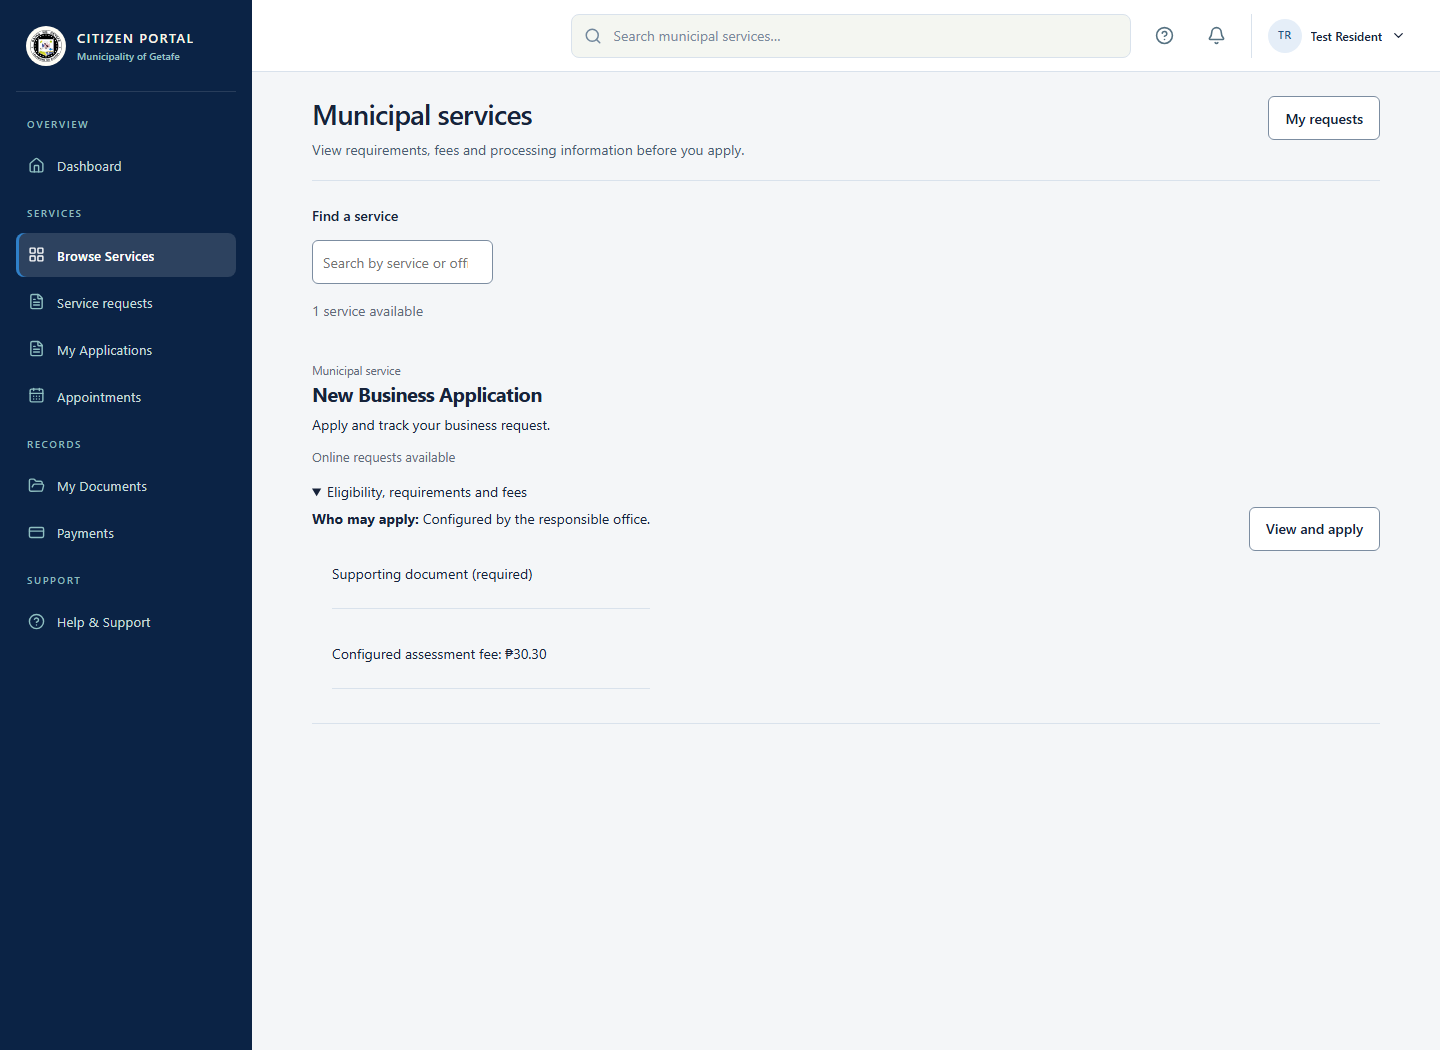 CITIZEN PORTAL
Municipality of Getafe
OVERVIEW
Dashboard
SERVICES
Browse Services
Service requests
My Applications
Appointments
RECORDS
My Documents
Payments
SUPPORT
Help & Support
Search municipal services...
TR
Test Resident
Municipal services
View requirements, fees and processing information before you apply.
My requests
Find a service
Search by service or off
1 service available
Municipal service
New Business Application
Apply and track your business request.
Online requests available
Eligibility, requirements and fees
Who may apply: Configured by the responsible office.
View and apply
Supporting document (required)
Configured assessment fee: ₱30.30